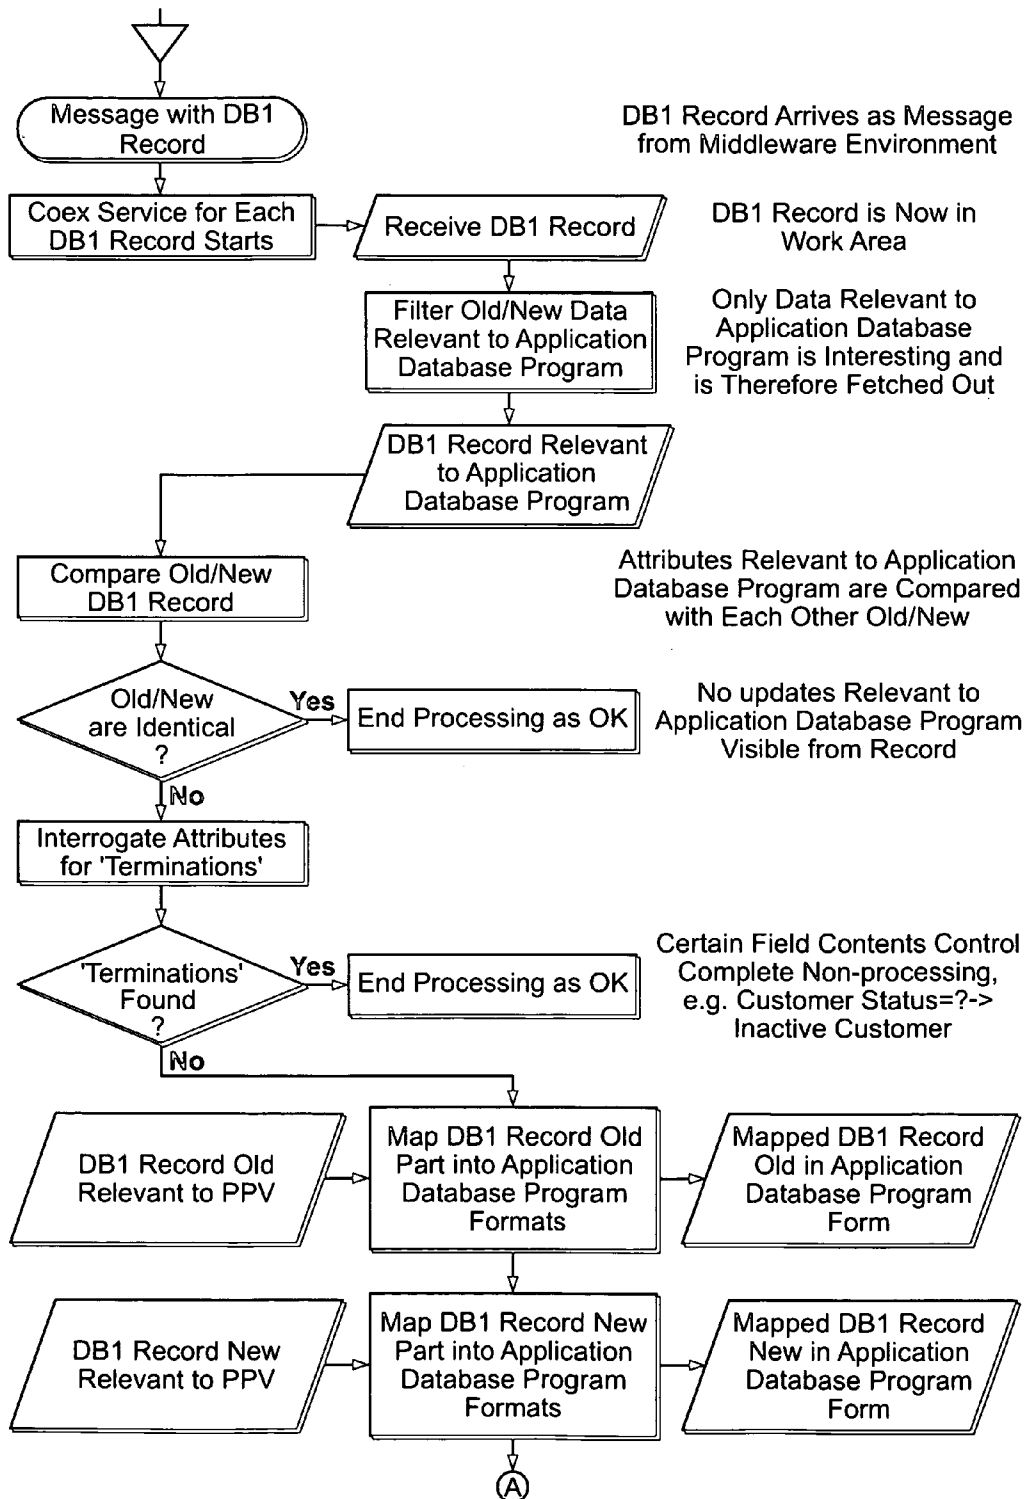 Message with DB1
Record
DB1 Record Arrives as Message
from Middleware Environment
Coex Service for Each
DB1 Record Starts
Receive DB1 Record
DB1 Record is Now in
Work Area
Filter Old/New Data
Relevant to Application
Database Program
Only Data Relevant to
Application Database
Program is Interesting and
is Therefore Fetched Out
DB1 Record Relevant
to Application
Database Program
Compare Old/New
DB1 Record
Attributes Relevant to Application
Database Program are Compared
with Each Other Old/New
Old/New
are Identical
?
Yes
End Processing as OK
No updates Relevant to
Application Database Program
Visible from Record
No
Interrogate Attributes
for 'Terminations'
'Terminations'
Found
?
Yes
End Processing as OK
Certain Field Contents Control
Complete Non-processing,
e.g. Customer Status=?->
Inactive Customer
No
DB1 Record Old
Relevant to PPV
Map DB1 Record Old
Part into Application
Database Program
Formats
Mapped DB1 Record
Old in Application
Database Program
Form
DB1 Record New
Relevant to PPV
Map DB1 Record New
Part into Application
Database Program
Formats
Mapped DB1 Record
New in Application
Database Program
Form
A